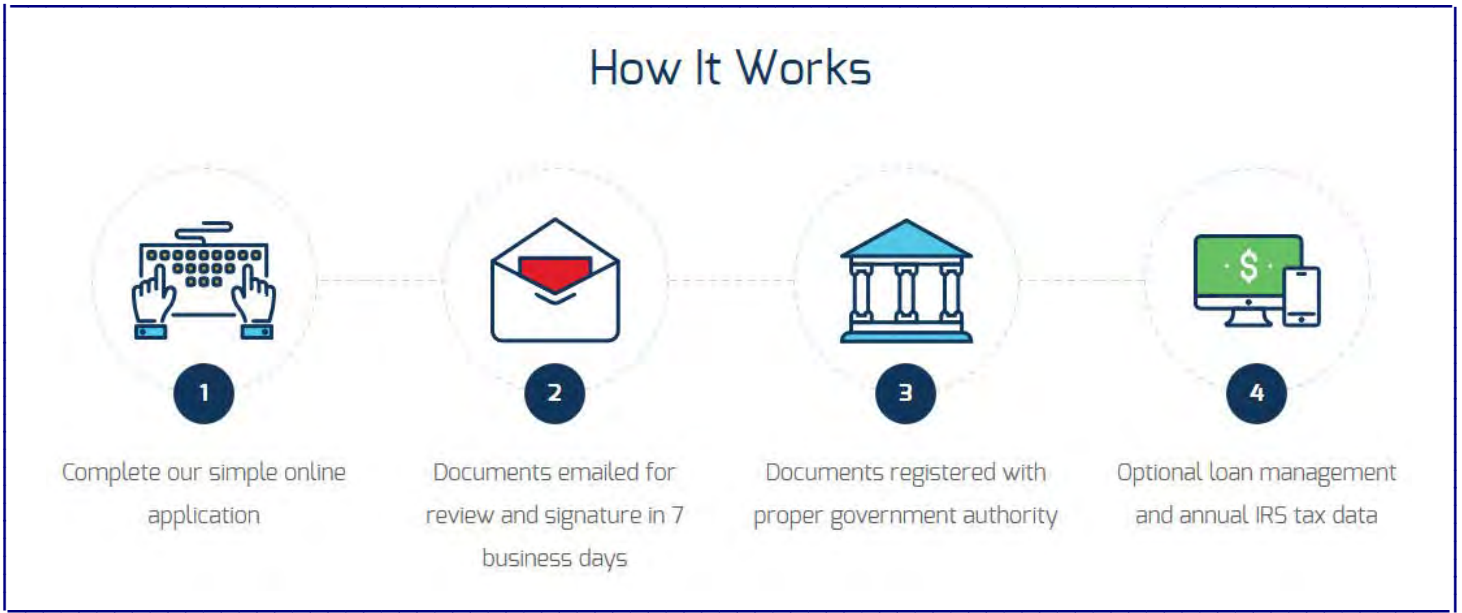 How It Works
$
1
Complete our simple online
application
2
Documents emailed for
review and signature in 7
business days
3
Documents registered with
proper government authority
4
Optional loan management
and annual IRS tax data